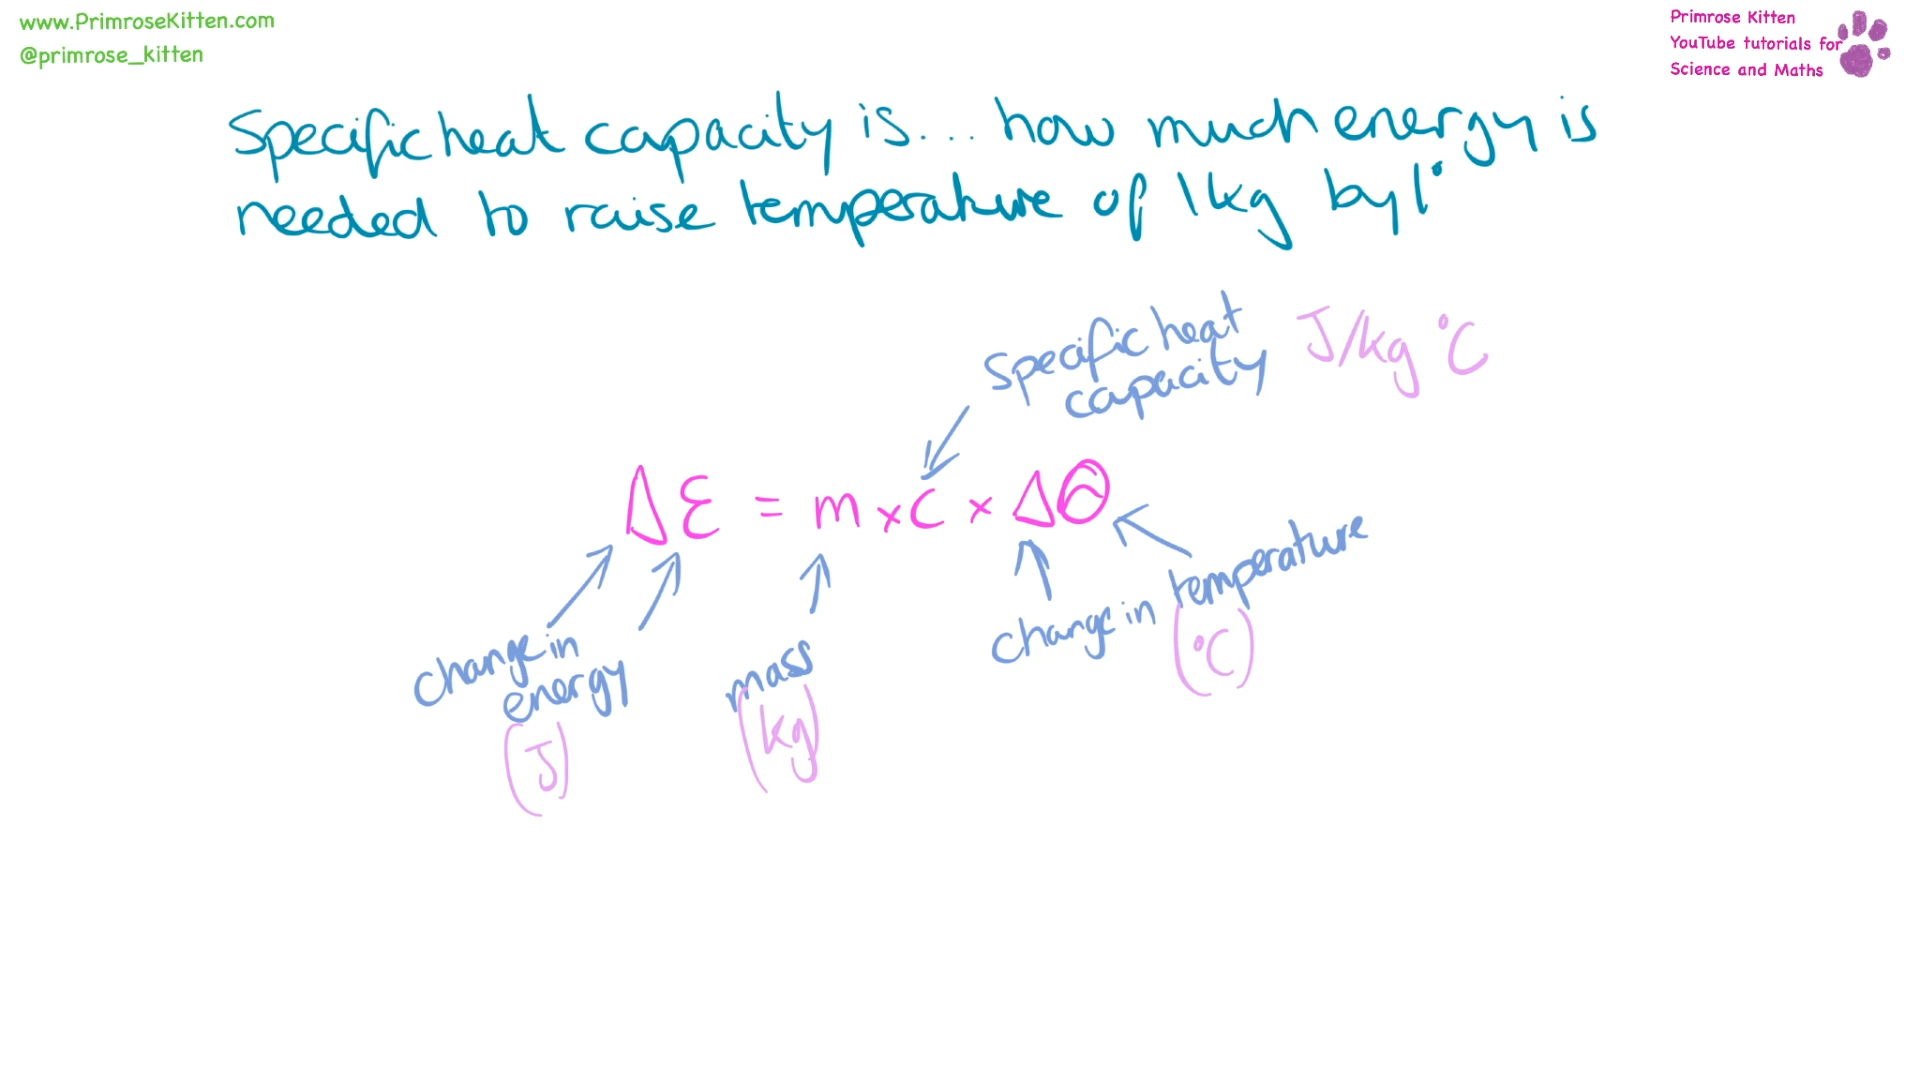 www.PrimroseKitten.com
@primrose_kitten
Primrose Kitten
YouTube tutorials for
Science and Maths
Specific heat capacity is... how much energy is
needed to raise temperature of 1kg by 1°
specific heat
capacity
J/kg °C
ΔE = m × c × Δθ
change in
energy
(J)
mass
(kg)
change in temperature
(°C)